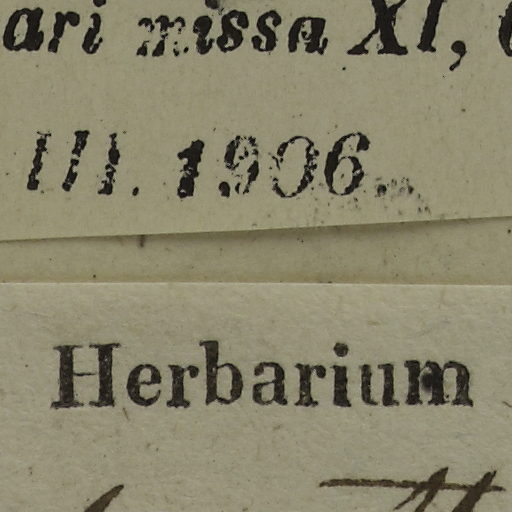 ari missa XI,
III. 1906.
Herbarium